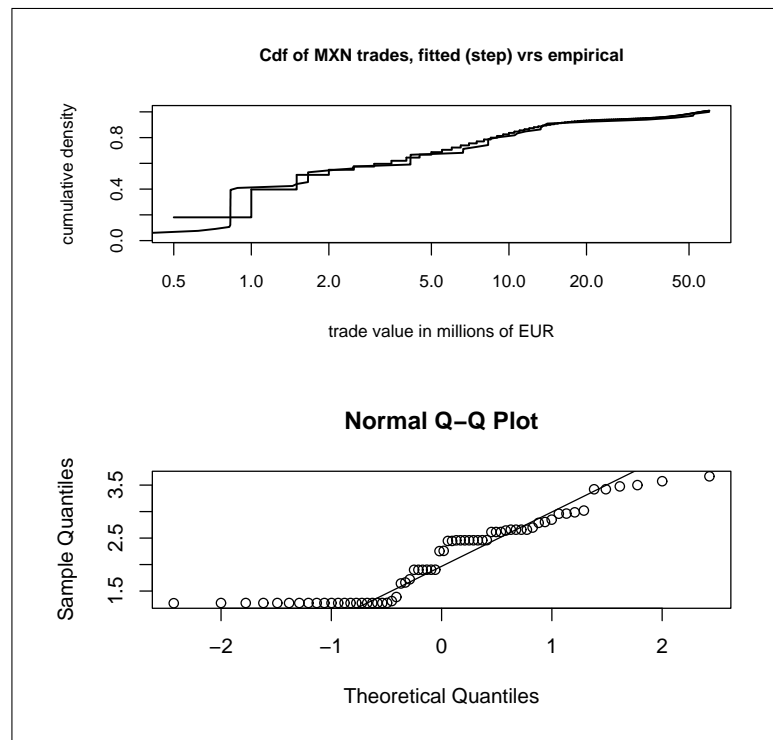 Cdf of MXN trades, fitted (step) vrs empirical
cumulative density
0.0 0.4 0.8
0.5 1.0 2.0 5.0 10.0 20.0 50.0
trade value in millions of EUR
Normal Q−Q Plot
Sample Quantiles
1.5 2.5 3.5
−2 −1 0 1 2
Theoretical Quantiles